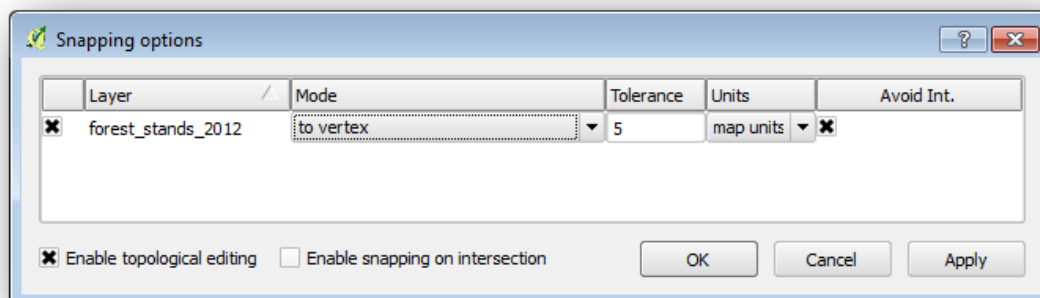 Snapping options
Layer Mode Tolerance Units Avoid Int.
forest_stands_2012 to vertex 5 map units
Enable topological editing Enable snapping on intersection OK Cancel Apply